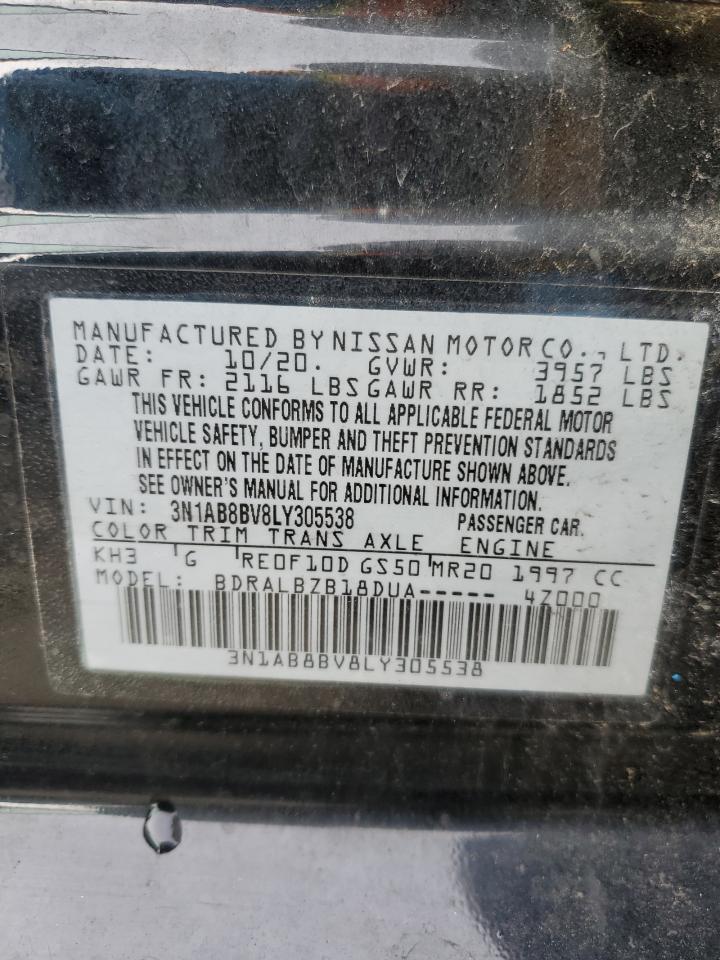 MANUFACTURED BY NISSAN MOTOR CO., LTD.
DATE: 10/20. GVWR: 3957 LBS
GAWR FR: 2116 LBS GAWR RR: 1852 LBS
THIS VEHICLE CONFORMS TO ALL APPLICABLE FEDERAL MOTOR
VEHICLE SAFETY, BUMPER AND THEFT PREVENTION STANDARDS
IN EFFECT ON THE DATE OF MANUFACTURE SHOWN ABOVE.
SEE OWNER'S MANUAL FOR ADDITIONAL INFORMATION.
VIN: 3N1AB8BV8LY305538 PASSENGER CAR.
COLOR TRIM TRANS AXLE ENGINE
KH3 G RE0F10D GS50 MR20 1997 CC
MODEL: BDRALBZB18DUA----- 4Z000
3N1AB8BV8LY305538